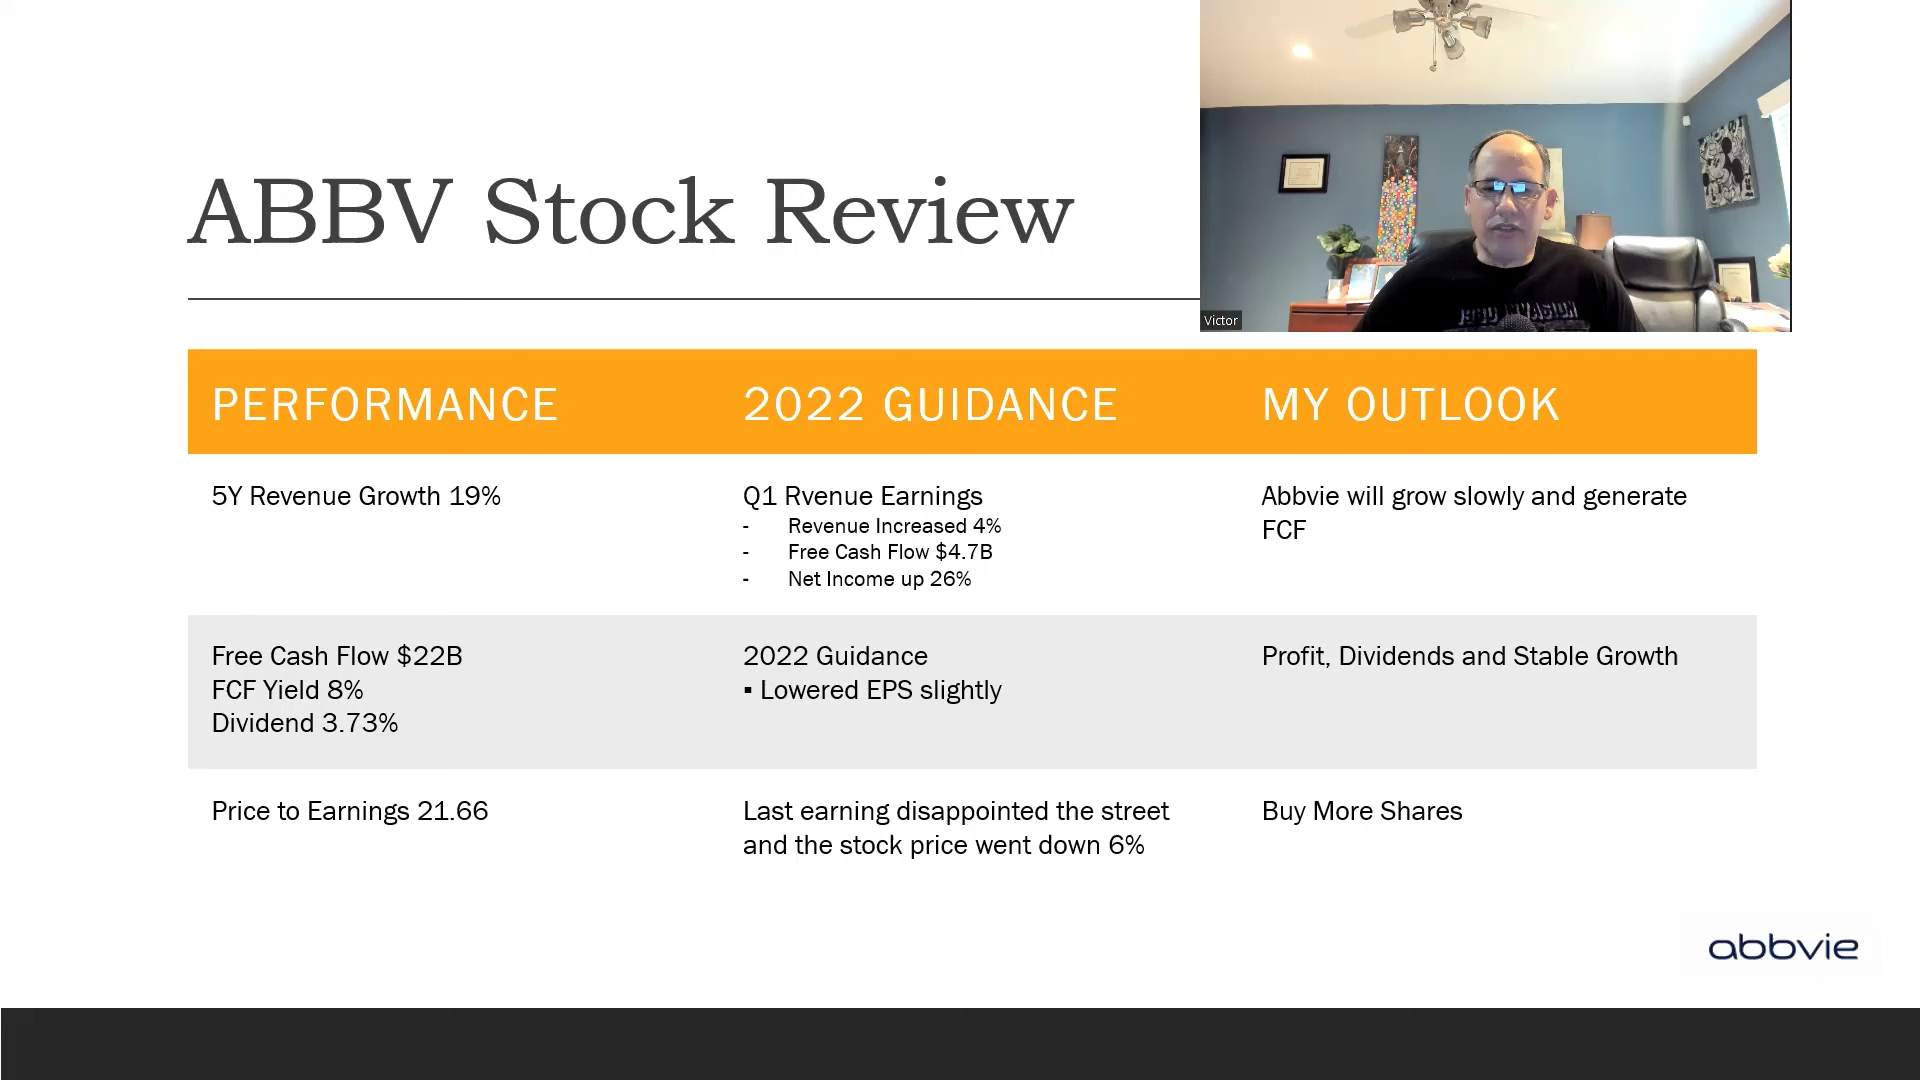 ABBV Stock Review
Victor
PERFORMANCE
2022 GUIDANCE
MY OUTLOOK
5Y Revenue Growth 19%
Q1 Rvenue Earnings
- Revenue Increased 4%
- Free Cash Flow $4.7B
- Net Income up 26%
Abbvie will grow slowly and generate
FCF
Free Cash Flow $22B
FCF Yield 8%
Dividend 3.73%
2022 Guidance
▪ Lowered EPS slightly
Profit, Dividends and Stable Growth
Price to Earnings 21.66
Last earning disappointed the street
and the stock price went down 6%
Buy More Shares
abbvie